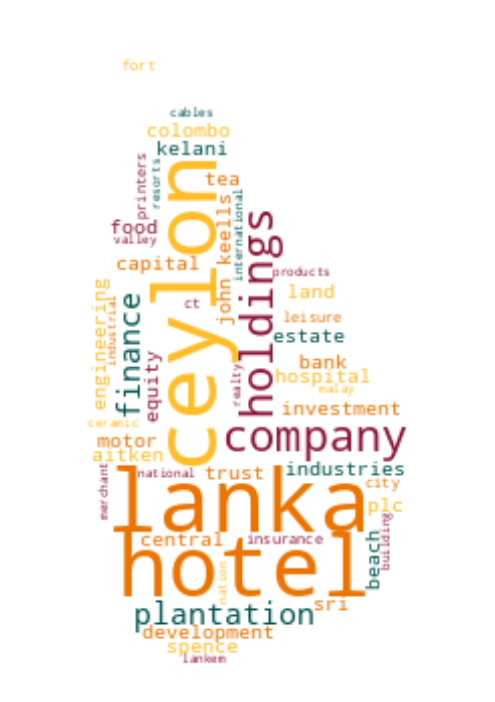 fort
cables
colombo
kelani
printers
resorts
tea
ceylon
international
john keells
food
valley
holdings
capital
products
engineering
land
finance
ct
industrial
leisure
estate
equity
bank
realty
hospital
malay
investment
ceramic
company
motor
aitken
merchant
national
trust
industries
city
lanka
plc
building
central
insurance
beach
hotel
nation
plantation
sri
development
spence
lankem